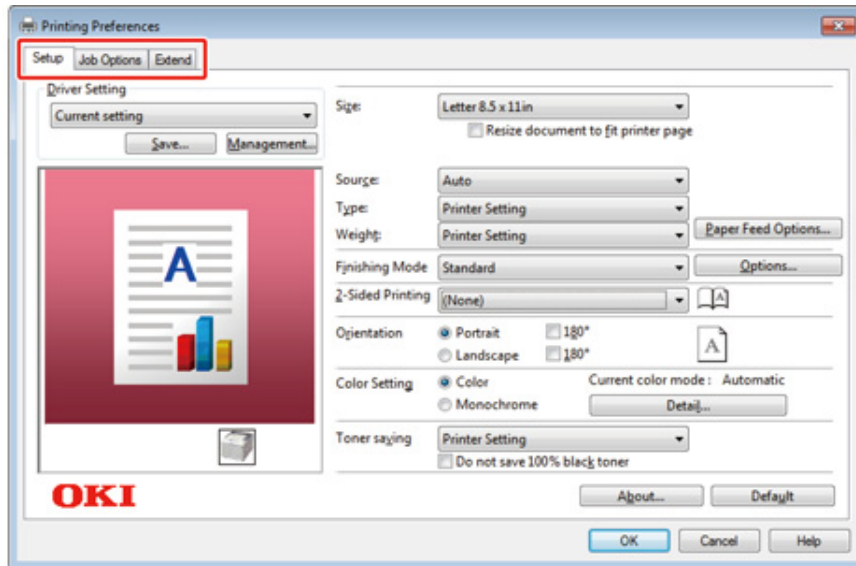 Printing Preferences
Setup Job Options Extend
Driver Setting
Current setting
Save... Management...
A
OKI
Size: Letter 8.5 x 11in
Resize document to fit printer page
Source: Auto
Type: Printer Setting
Weight: Printer Setting Paper Feed Options...
Finishing Mode Standard Options...
2-Sided Printing (None) A
Orientation Portrait 180°
Landscape 180° A
Color Setting Color Current color mode : Automatic
Monochrome Detail...
Toner saving Printer Setting
Do not save 100% black toner
About... Default
OK Cancel Help